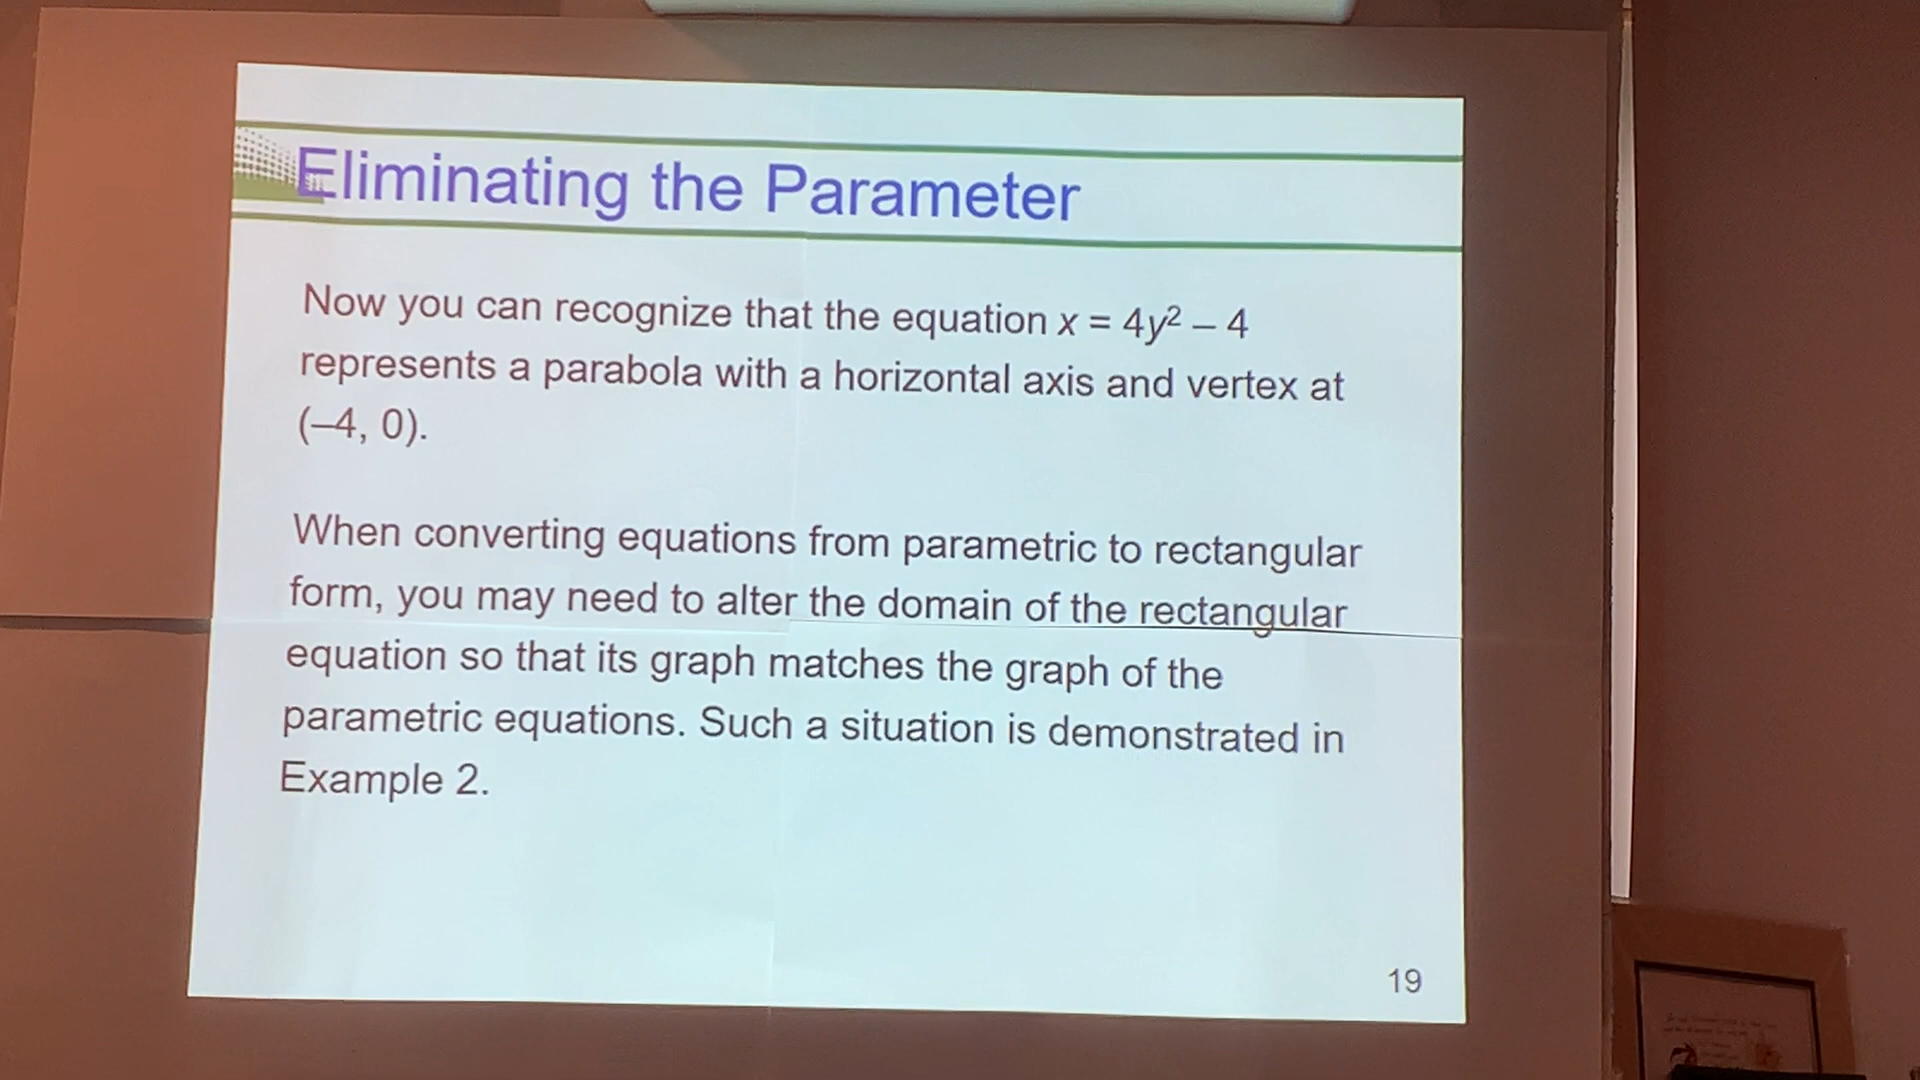 Eliminating the Parameter
Now you can recognize that the equation x = 4y² – 4
represents a parabola with a horizontal axis and vertex at
(–4, 0).
When converting equations from parametric to rectangular
form, you may need to alter the domain of the rectangular
equation so that its graph matches the graph of the
parametric equations. Such a situation is demonstrated in
Example 2.
19